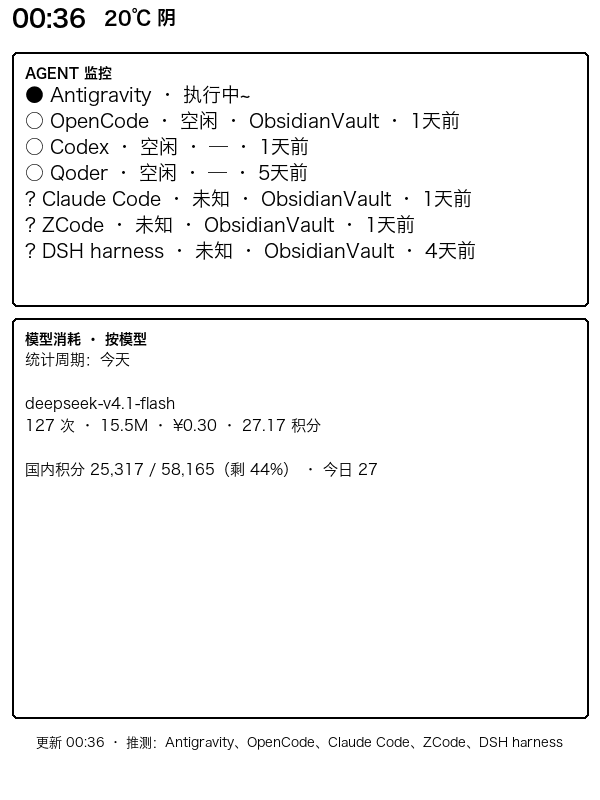 00:36 20℃ 阴
AGENT 监控
● Antigravity · 执行中~
○ OpenCode · 空闲 · ObsidianVault · 1天前
○ Codex · 空闲 · — · 1天前
○ Qoder · 空闲 · — · 5天前
? Claude Code · 未知 · ObsidianVault · 1天前
? ZCode · 未知 · ObsidianVault · 1天前
? DSH harness · 未知 · ObsidianVault · 4天前
模型消耗 · 按模型
统计周期：今天
deepseek-v4.1-flash
127 次 · 15.5M · ¥0.30 · 27.17 积分
国内积分 25,317 / 58,165（剩 44%） · 今日 27
更新 00:36 · 推测：Antigravity、OpenCode、Claude Code、ZCode、DSH harness